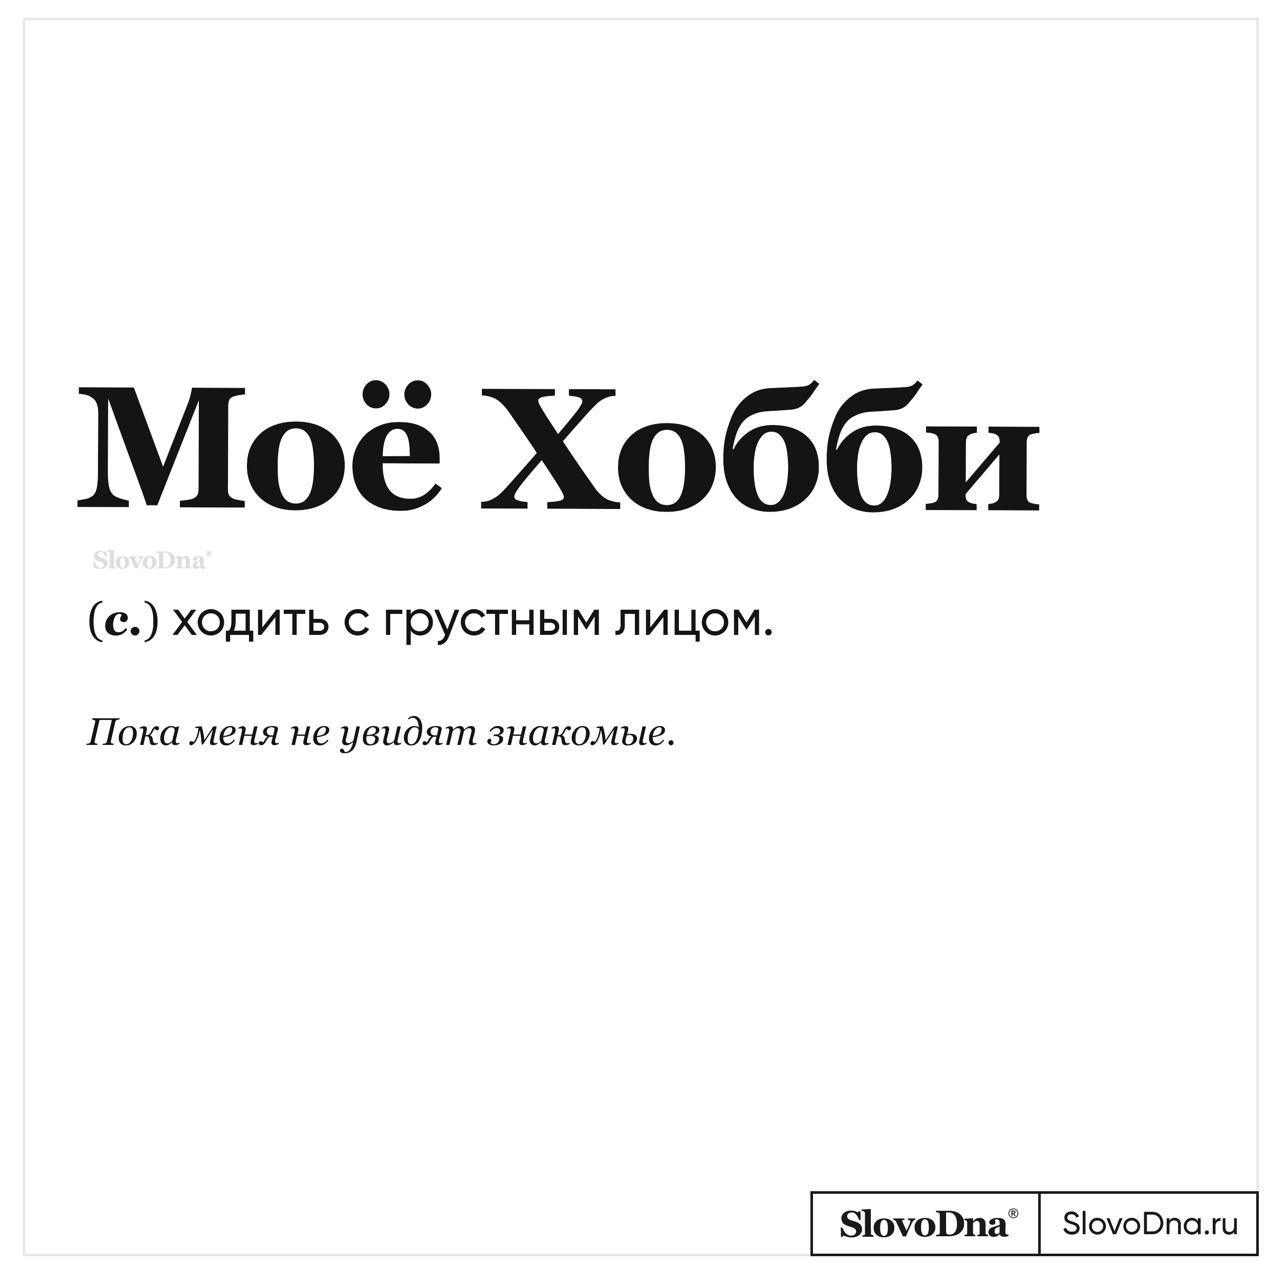 Моё Хобби
SlovoDna®
(с.) ходить с грустным лицом.
Пока меня не увидят знакомые.
SlovoDna® SlovoDna.ru